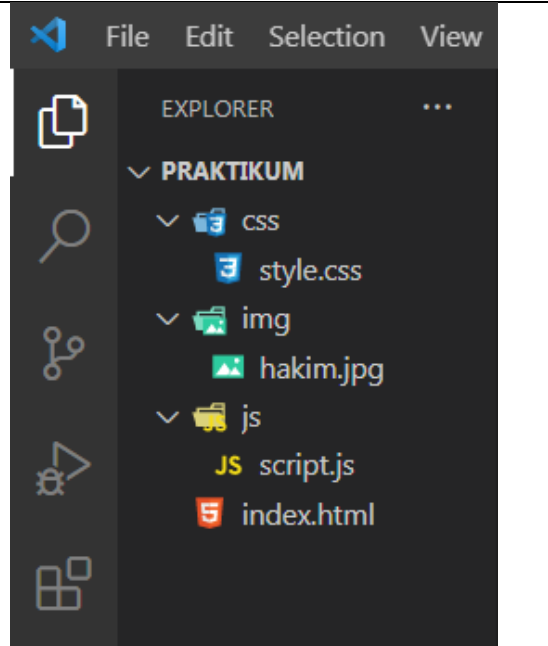 File Edit Selection View
EXPLORER
PRAKTIKUM
css
style.css
img
hakim.jpg
js
JS script.js
index.html